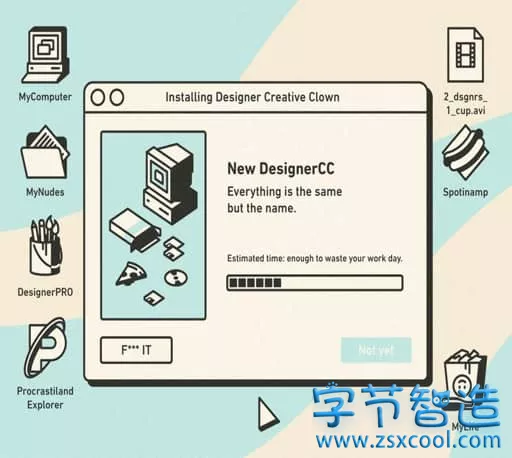 Installing Designer Creative Clown
MyComputer
MyNudes
DesignerPRO
Procrastiland
Explorer
New DesignerCC
Everything is the same
but the name.
Estimated time: enough to waste your work day.
F*** IT
Not yet
2_dsgnrs_
1_cup.avi
Spotinamp
MyLife
字节智造
www.zsxcool.com